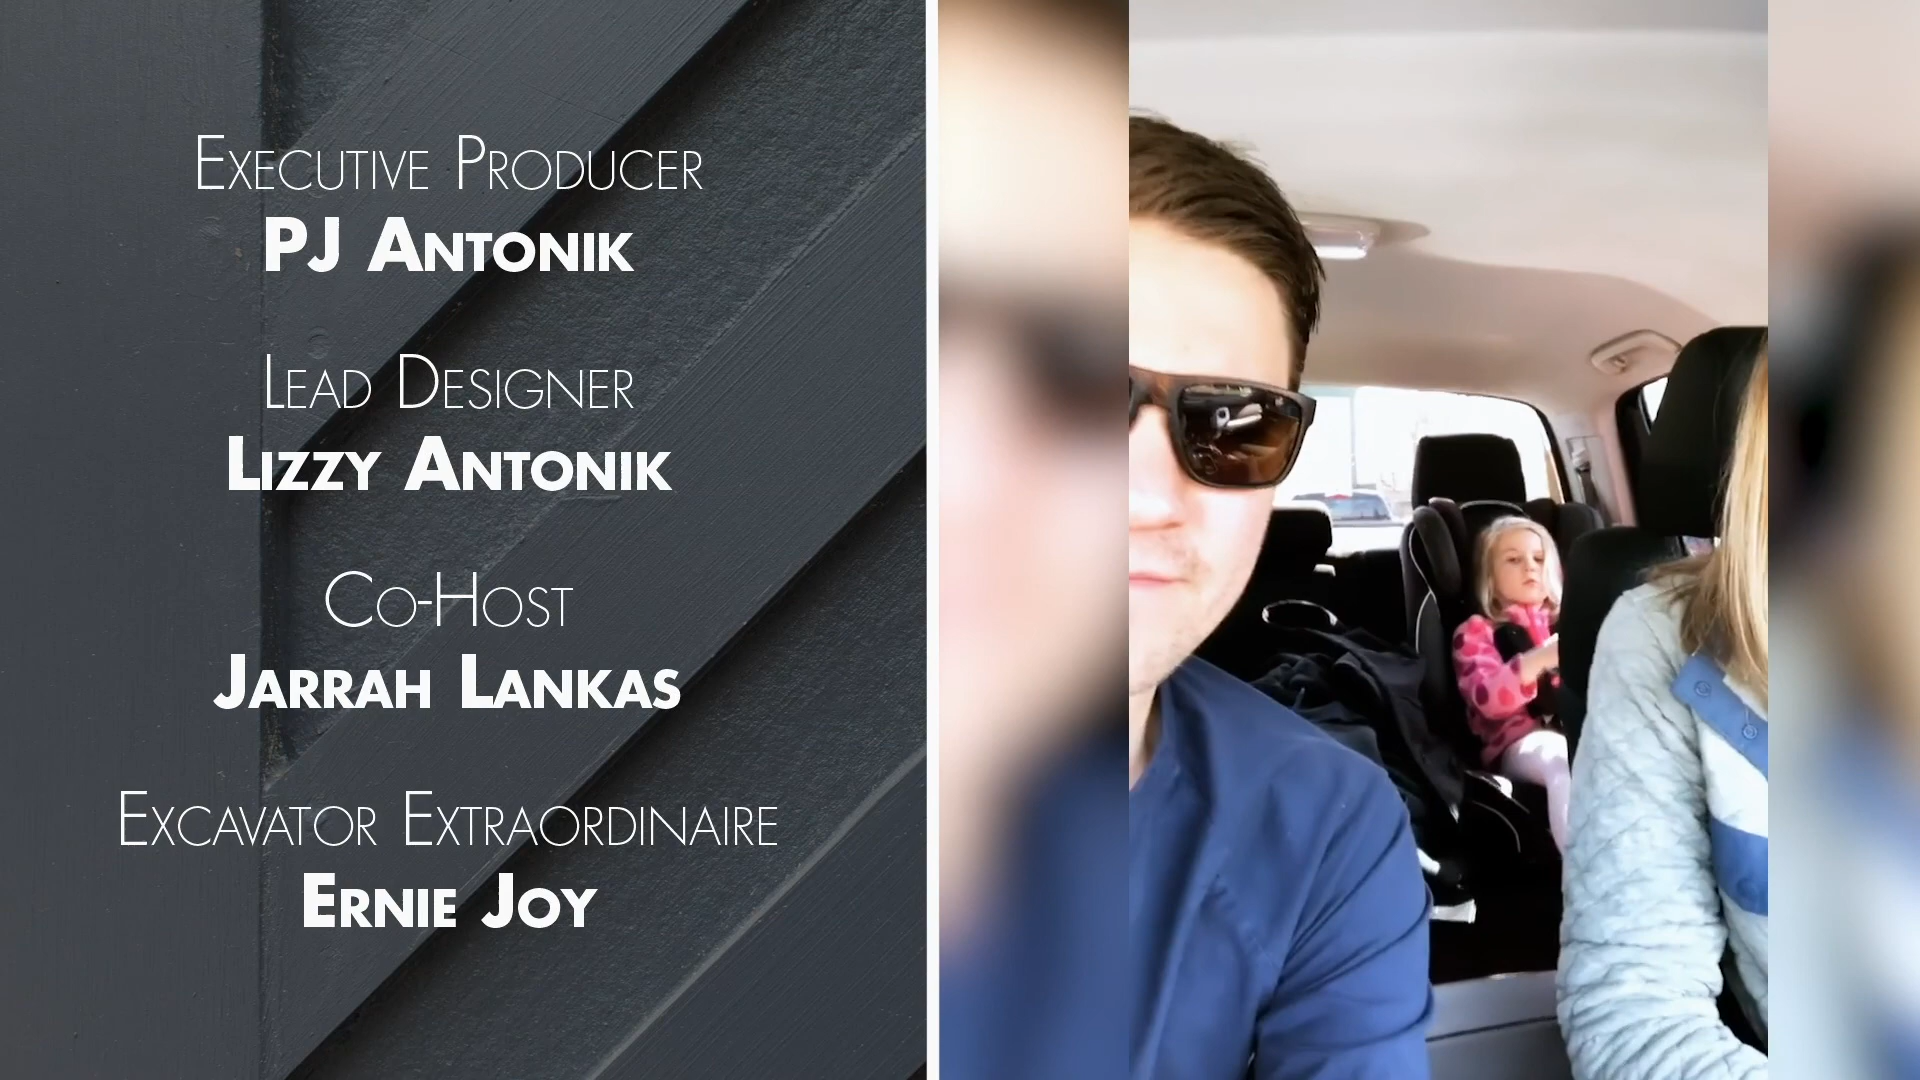 Executive Producer
PJ Antonik
Lead Designer
Lizzy Antonik
Co-Host
Jarrah Lankas
Excavator Extraordinaire
Ernie Joy